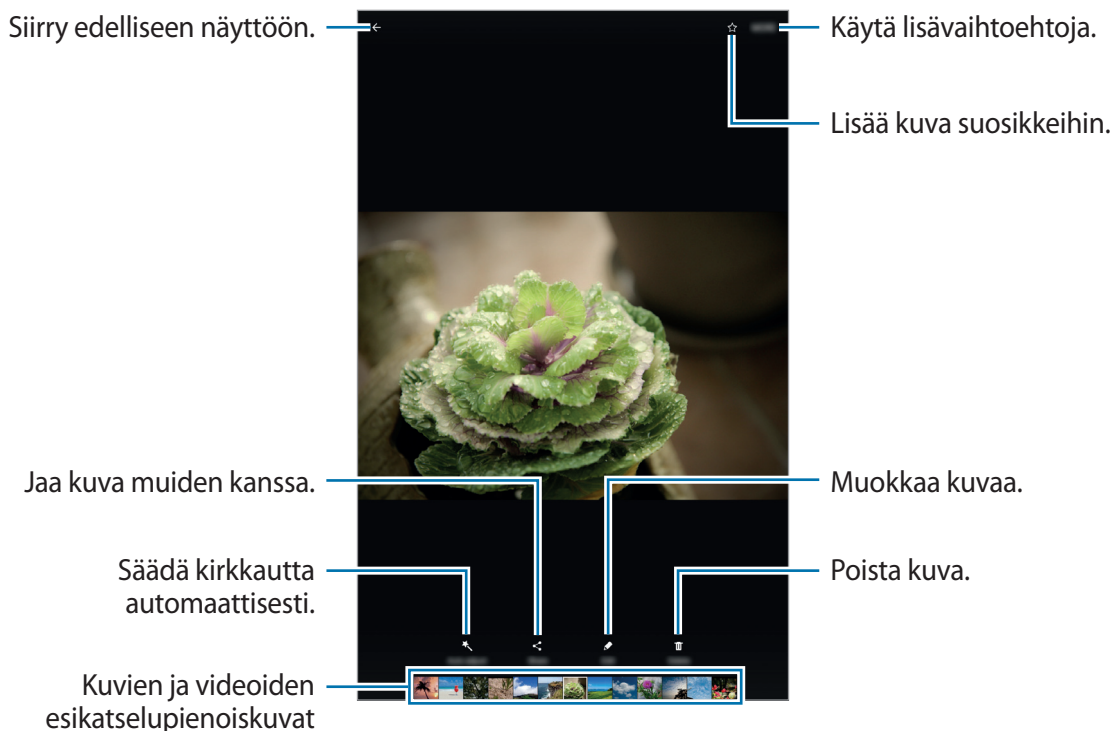 Siirry edelliseen näyttöön.
Käytä lisävaihtoehtoja.
Lisää kuva suosikkeihin.
Jaa kuva muiden kanssa.
Muokkaa kuvaa.
Säädä kirkkautta
automaattisesti.
Poista kuva.
Kuvien ja videoiden
esikatselupienoiskuvat